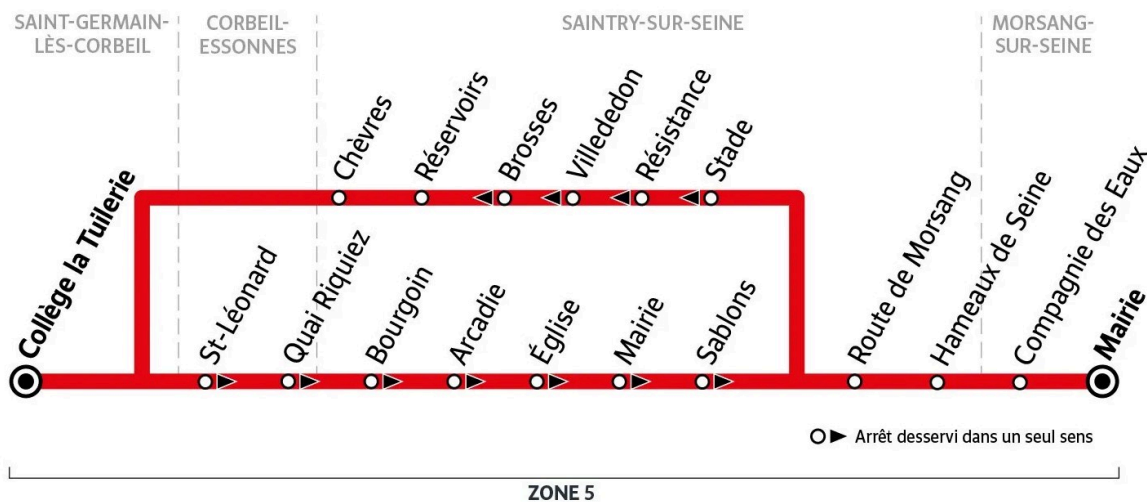 SAINT-GERMAIN-
LÈS-CORBEIL
CORBEIL-
ESSONNES
SAINTRY-SUR-SEINE
MORSANG-
SUR-SEINE
Chèvres
Réservoirs
Brosses
Villededon
Résistance
Stade
Collège la Tuilerie
St-Léonard
Quai Riquiez
Bourgoin
Arcadie
Église
Mairie
Sablons
Route de Morsang
Hameaux de Seine
Compagnie des Eaux
Mairie
Arrêt desservi dans un seul sens
ZONE 5